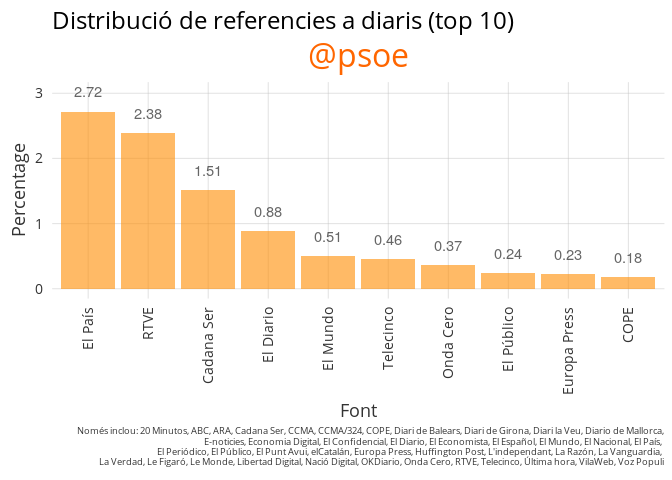 Distribució de referencies a diaris (top 10)
@psoe
Percentage
3
2
1
0
2.72
2.38
1.51
0.88
0.51
0.46
0.37
0.24
0.23
0.18
El País
RTVE
Cadana Ser
El Diario
El Mundo
Telecinco
Onda Cero
El Público
Europa Press
COPE
Font
Només inclou: 20 Minutos, ABC, ARA, Cadana Ser, CCMA, CCMA/324, COPE, Diari de Balears, Diari de Girona, Diari la Veu, Diario de Mallorca,
E-noticies, Economia Digital, El Confidencial, El Diario, El Economista, El Español, El Mundo, El Nacional, El País,
El Periódico, El Público, El Punt Avui, elCatalán, Europa Press, Huffington Post, L'independant, La Razón, La Vanguardia,
La Verdad, Le Figaró, Le Monde, Libertad Digital, Nació Digital, OKDiario, Onda Cero, RTVE, Telecinco, Última hora, VilaWeb, Voz Populi